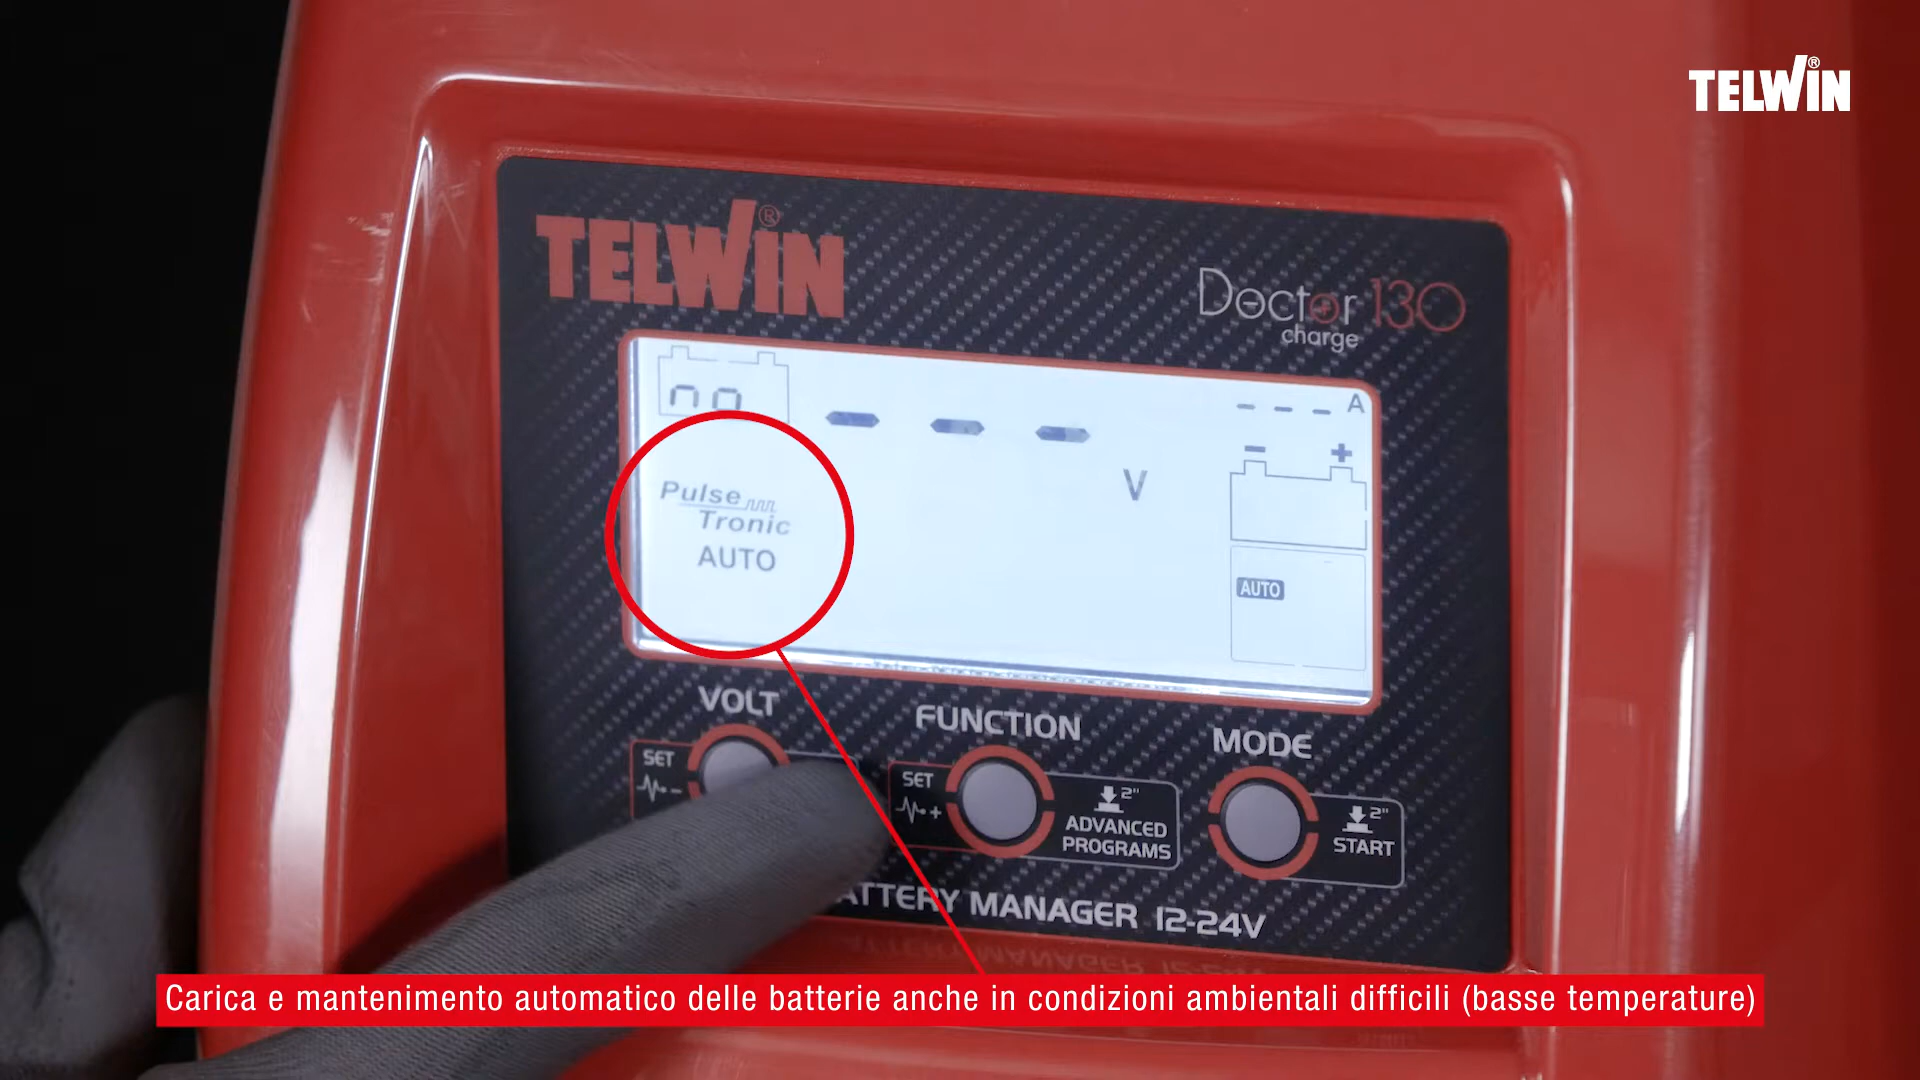 TELWIN®
TELWIN®
Doctor 130
charge
no
- - - V
- - - A
- +
Pulse
Tronic
AUTO
AUTO
VOLT
FUNCTION
MODE
SET
-
SET
+
2"
ADVANCED
PROGRAMS
2"
START
MANAGER 12-24V
Carica e mantenimento automatico delle batterie anche in condizioni ambientali difficili (basse temperature)